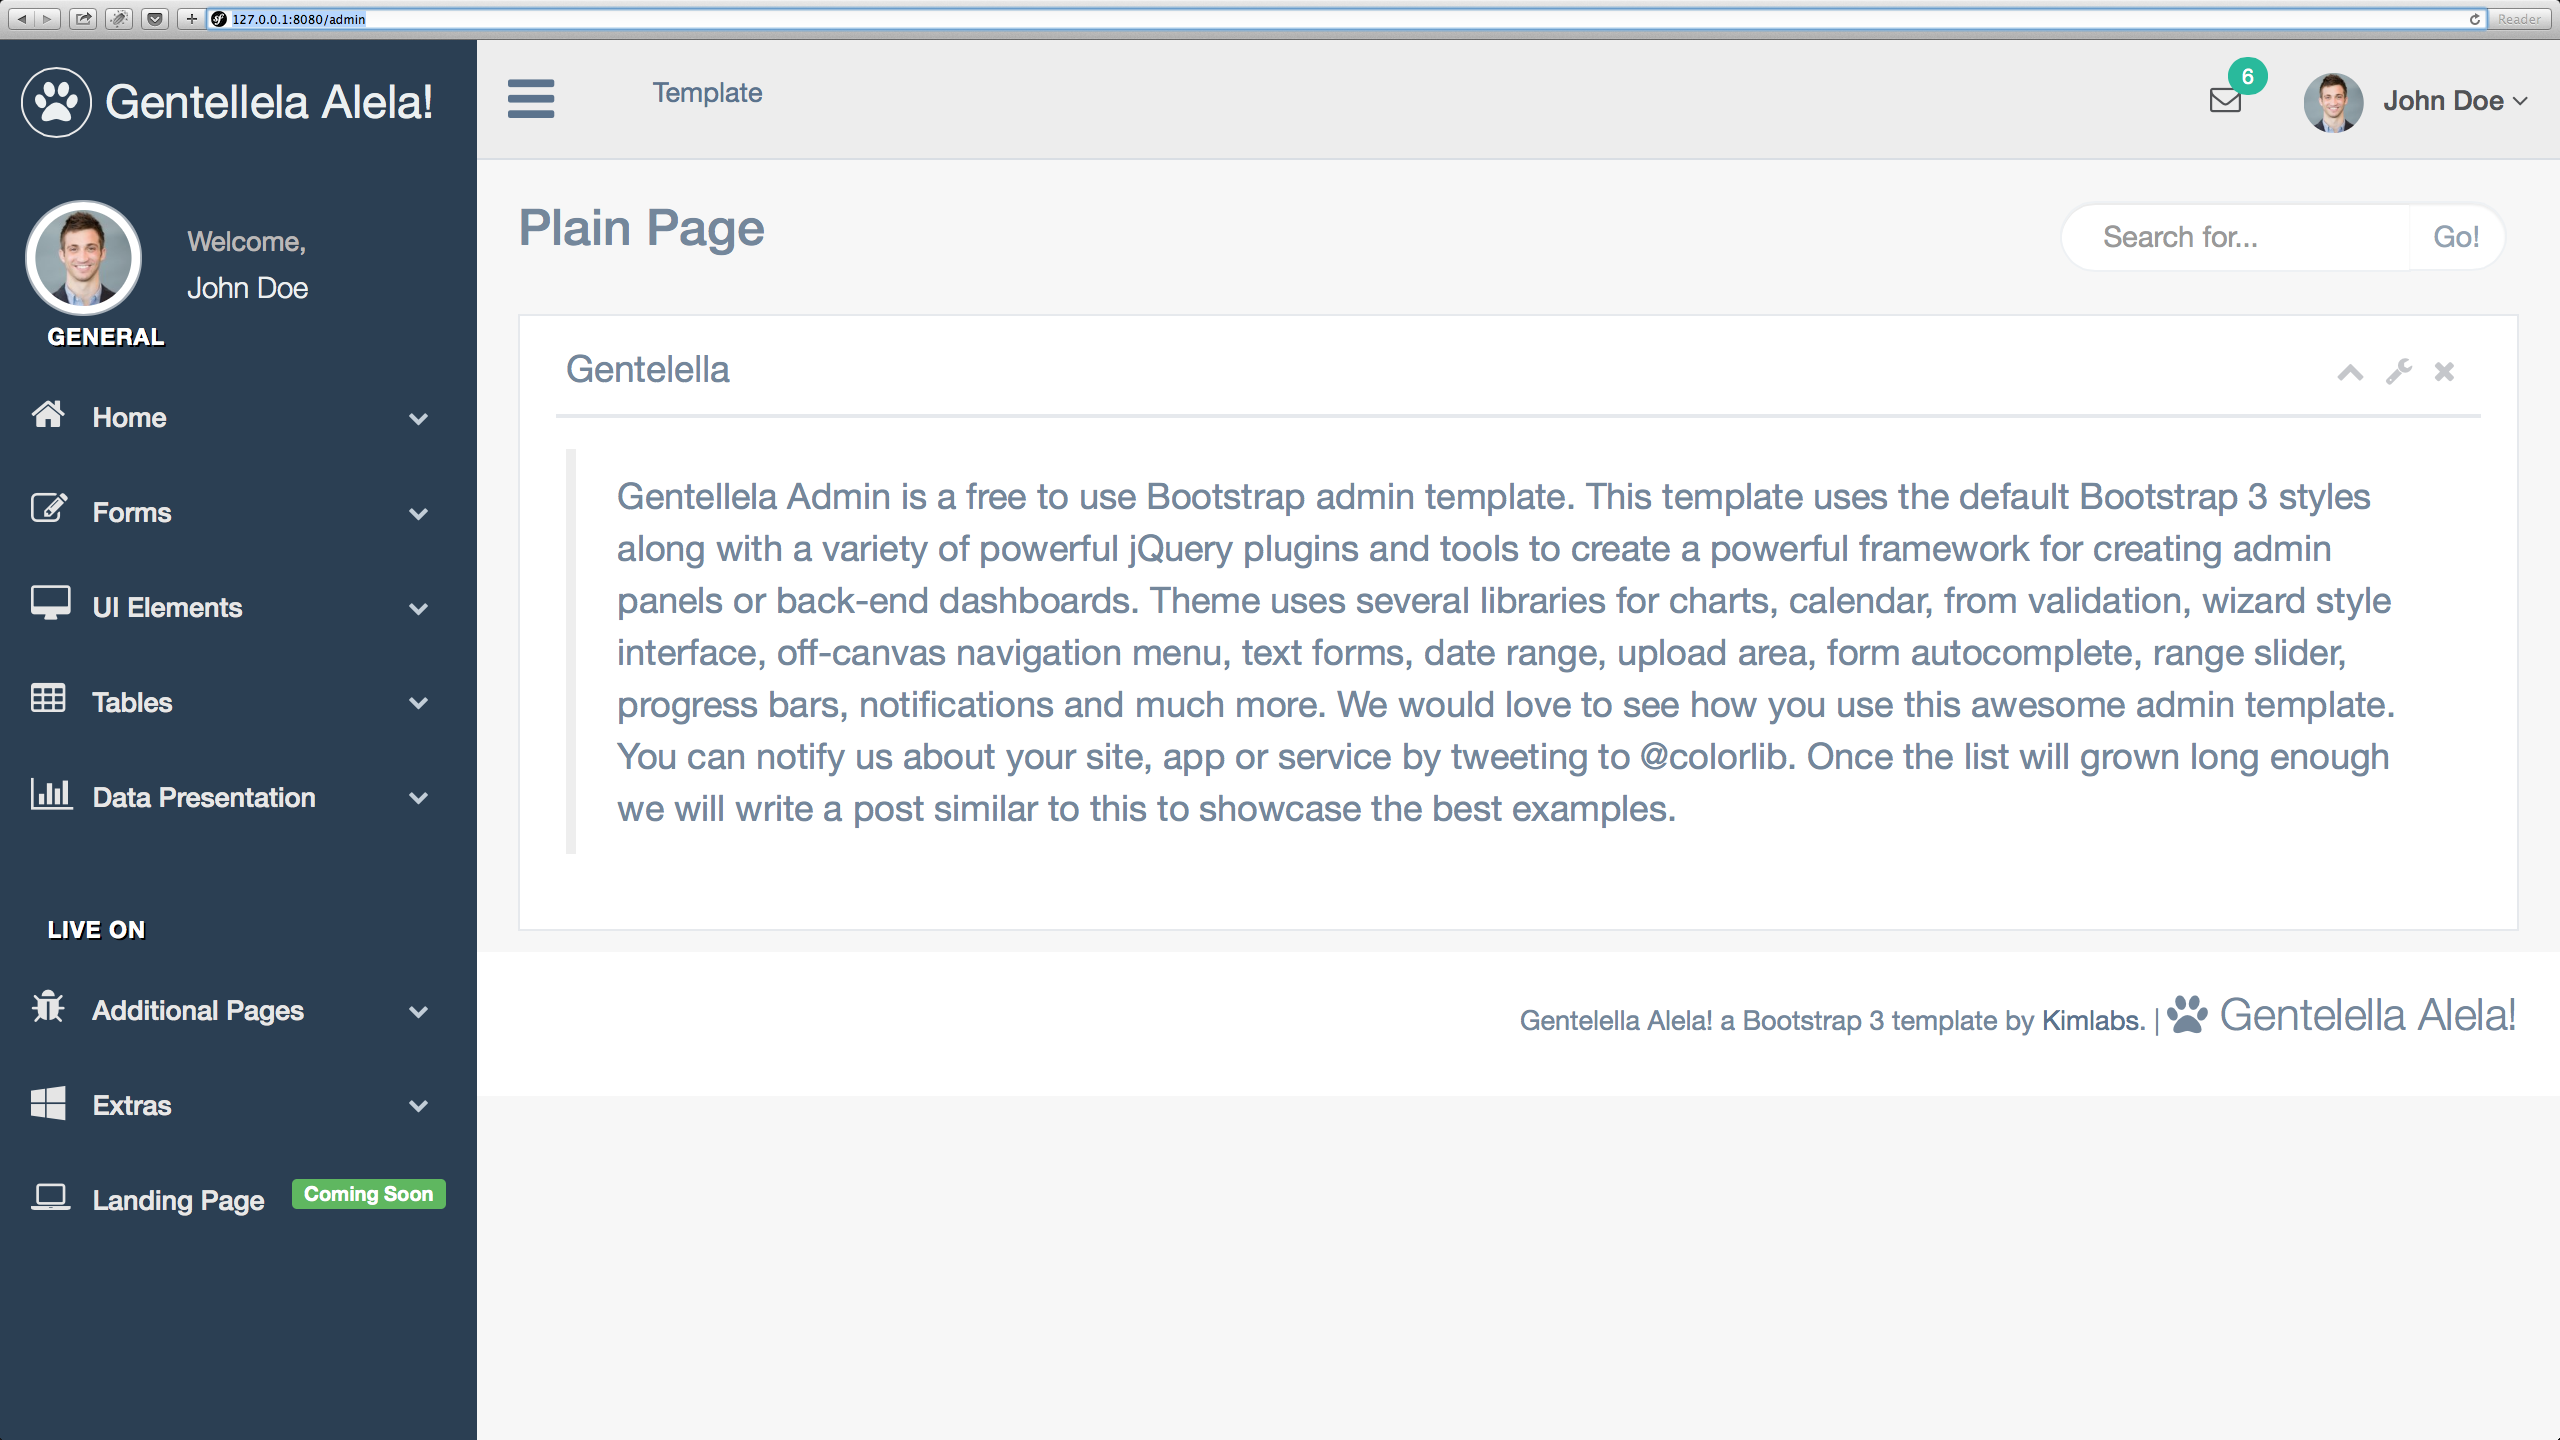 127.0.0.1:8080/admin
Reader
Gentellela Alela!
Template
6
John Doe
Welcome,
John Doe
GENERAL
Home
Forms
UI Elements
Tables
Data Presentation
LIVE ON
Additional Pages
Extras
Landing Page
Coming Soon
Plain Page
Search for...
Go!
Gentelella
Gentellela Admin is a free to use Bootstrap admin template. This template uses the default Bootstrap 3 styles
along with a variety of powerful jQuery plugins and tools to create a powerful framework for creating admin
panels or back-end dashboards. Theme uses several libraries for charts, calendar, from validation, wizard style
interface, off-canvas navigation menu, text forms, date range, upload area, form autocomplete, range slider,
progress bars, notifications and much more. We would love to see how you use this awesome admin template.
You can notify us about your site, app or service by tweeting to @colorlib. Once the list will grown long enough
we will write a post similar to this to showcase the best examples.
Gentelella Alela! a Bootstrap 3 template by Kimlabs. | Gentelella Alela!